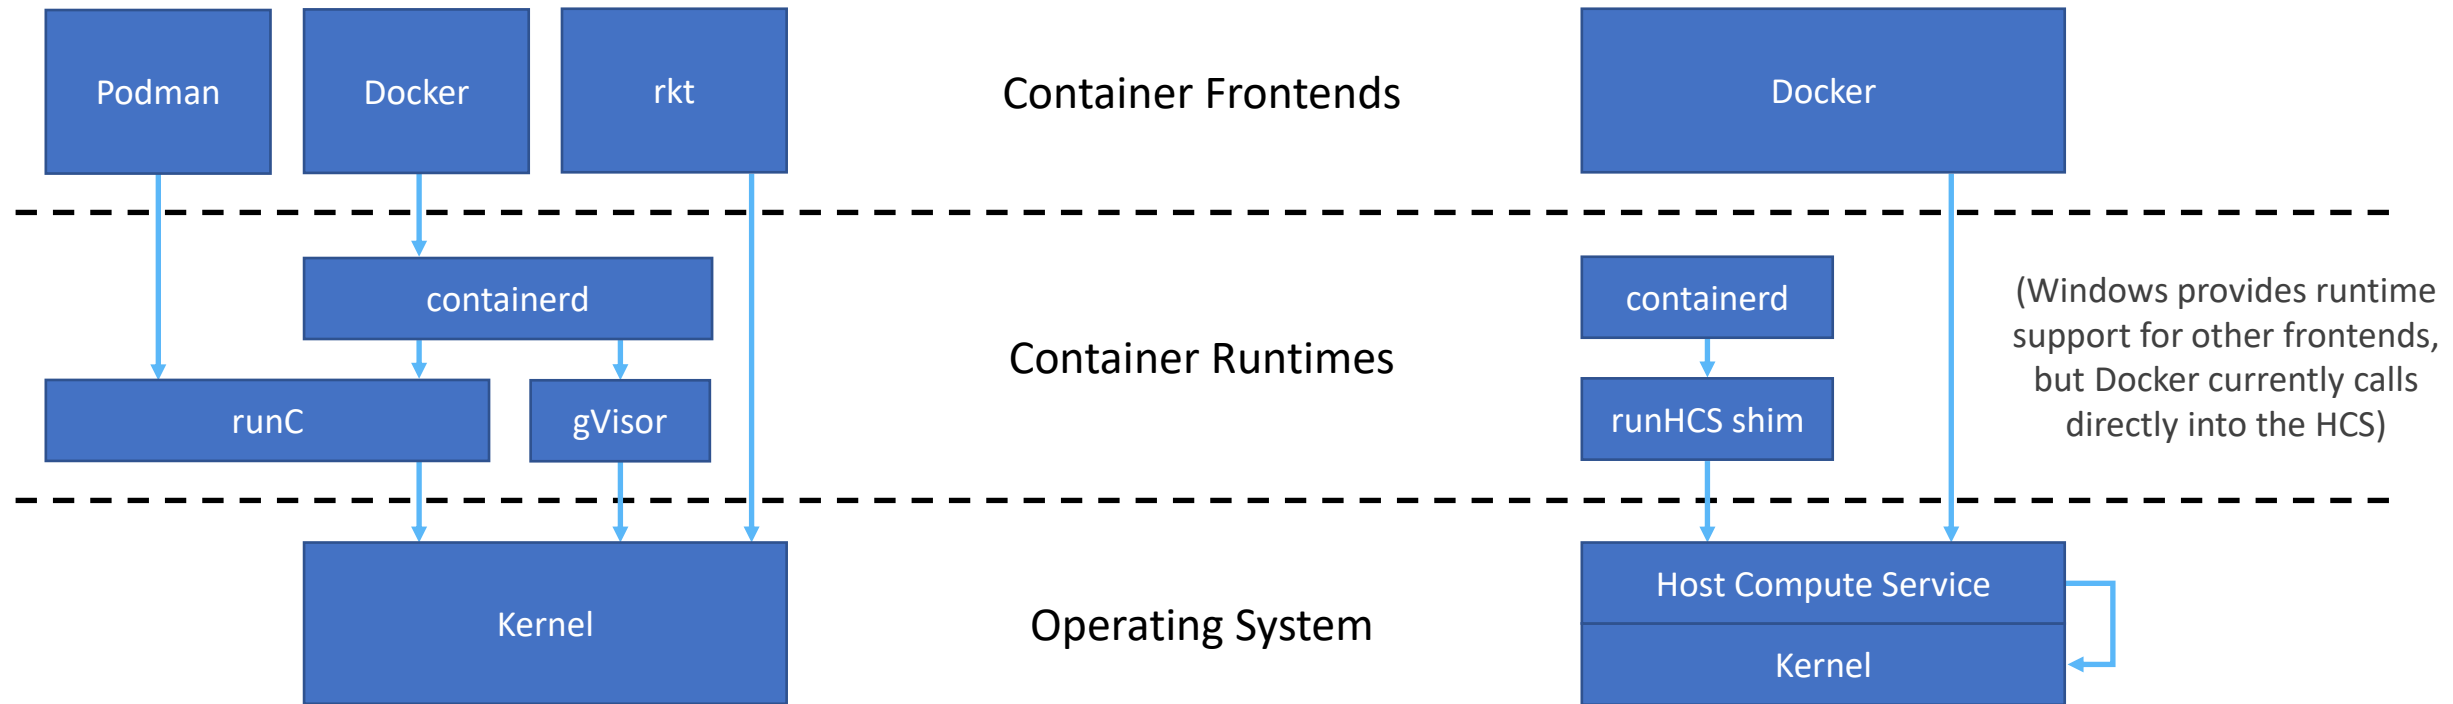 Podman
Docker
rkt
Container Frontends
Docker
containerd
containerd
Container Runtimes
(Windows provides runtime
support for other frontends,
but Docker currently calls
directly into the HCS)
runC
gVisor
runHCS shim
Kernel
Operating System
Host Compute Service
Kernel